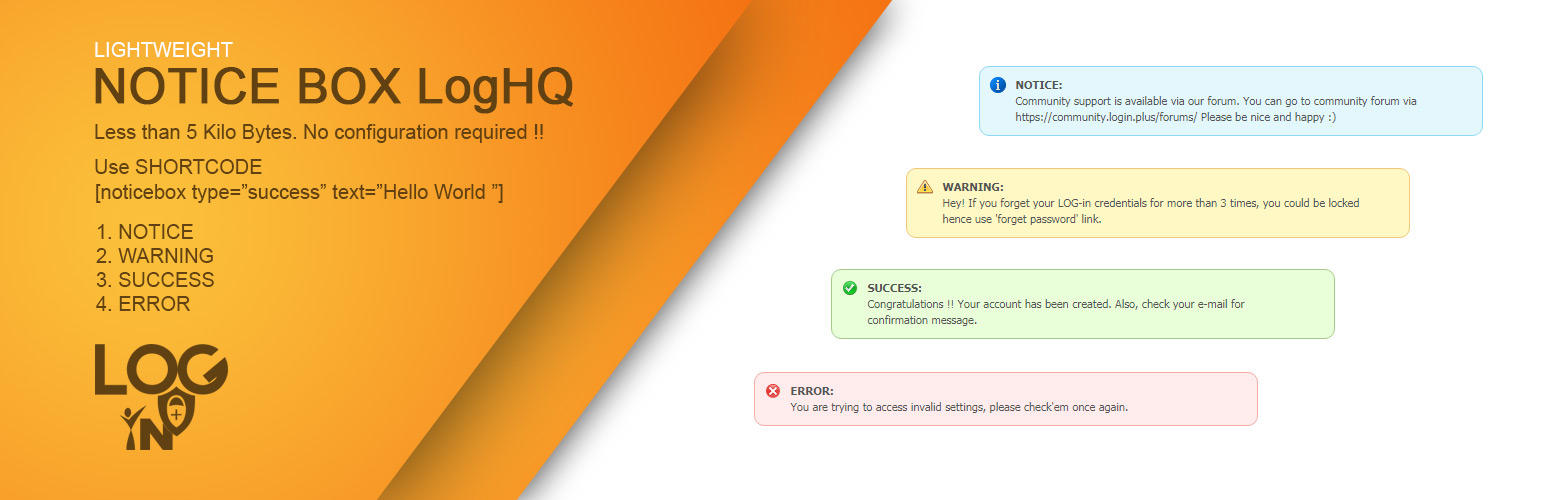 LIGHTWEIGHT
NOTICE BOX LogHQ
Less than 5 Kilo Bytes. No configuration required !!
Use SHORTCODE
[noticebox type=”success” text=”Hello World ”]
1. NOTICE
2. WARNING
3. SUCCESS
4. ERROR
LOG
iN
NOTICE:
Community support is available via our forum. You can go to community forum via
https://community.login.plus/forums/ Please be nice and happy :)
WARNING:
Hey! If you forget your LOG-in credentials for more than 3 times, you could be locked
hence use 'forget password' link.
SUCCESS:
Congratulations !! Your account has been created. Also, check your e-mail for
confirmation message.
ERROR:
You are trying to access invalid settings, please check'em once again.